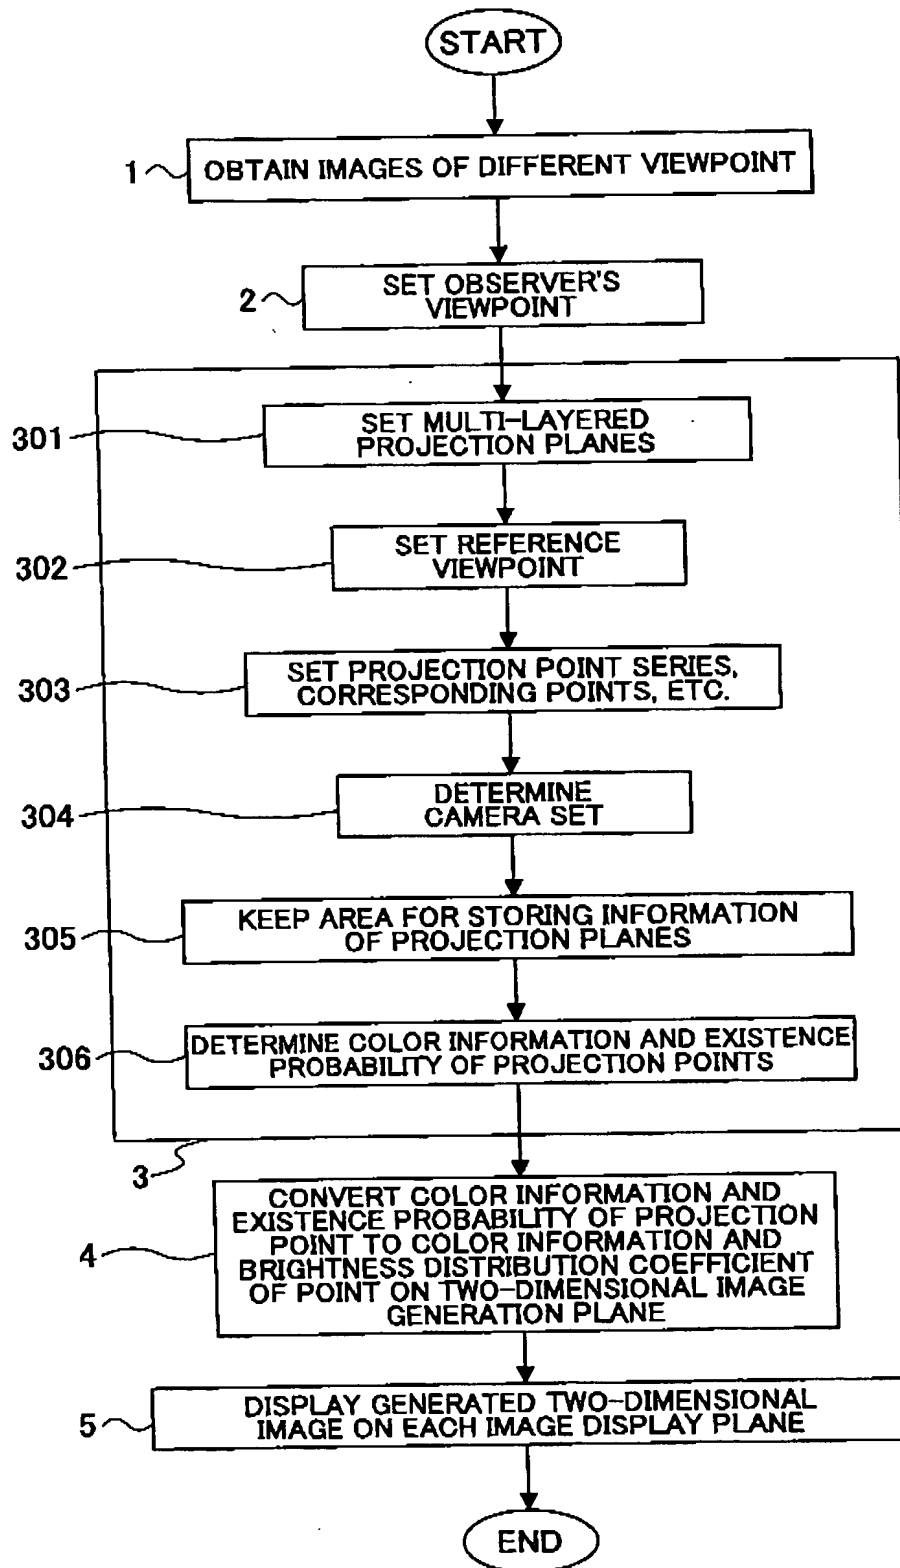 START
1
OBTAIN IMAGES OF DIFFERENT VIEWPOINT
2
SET OBSERVER'S
VIEWPOINT
301
SET MULTI-LAYERED
PROJECTION PLANES
302
SET REFERENCE
VIEWPOINT
303
SET PROJECTION POINT SERIES,
CORRESPONDING POINTS, ETC.
304
DETERMINE
CAMERA SET
305
KEEP AREA FOR STORING INFORMATION
OF PROJECTION PLANES
306
DETERMINE COLOR INFORMATION AND EXISTENCE
PROBABILITY OF PROJECTION POINTS
3
4
CONVERT COLOR INFORMATION AND
EXISTENCE PROBABILITY OF PROJECTION
POINT TO COLOR INFORMATION AND
BRIGHTNESS DISTRIBUTION COEFFICIENT
OF POINT ON TWO-DIMENSIONAL IMAGE
GENERATION PLANE
5
DISPLAY GENERATED TWO-DIMENSIONAL
IMAGE ON EACH IMAGE DISPLAY PLANE
END